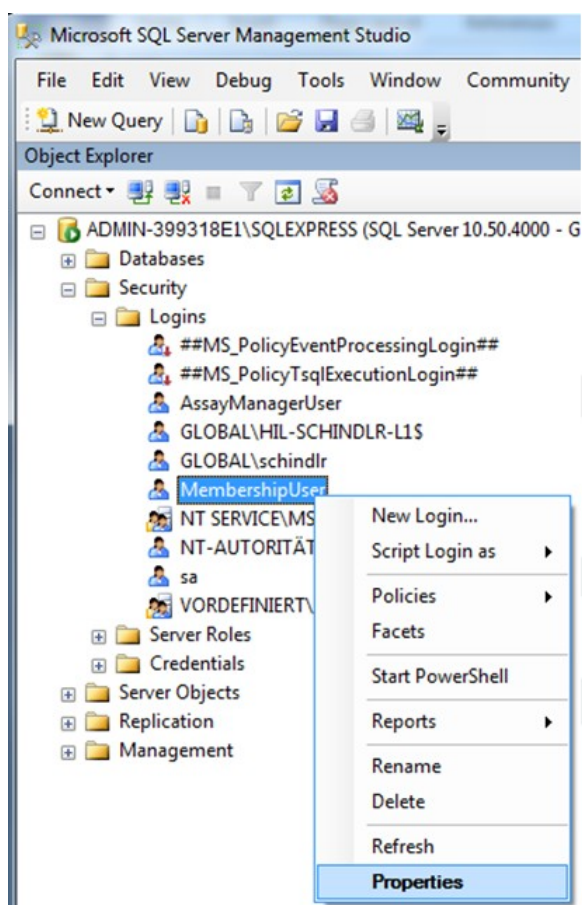 Microsoft SQL Server Management Studio
File Edit View Debug Tools Window Community
New Query
Object Explorer
Connect
ADMIN-399318E1\SQLEXPRESS (SQL Server 10.50.4000 - G
Databases
Security
Logins
##MS_PolicyEventProcessingLogin##
##MS_PolicyTsqlExecutionLogin##
AssayManagerUser
GLOBAL\HIL-SCHINDLR-L1$
GLOBAL\schindlr
MembershipUser
NT SERVICE\MS
NT-AUTORITÄT
sa
VORDEFINIERT\
Server Roles
Credentials
Server Objects
Replication
Management
New Login...
Script Login as
Policies
Facets
Start PowerShell
Reports
Rename
Delete
Refresh
Properties